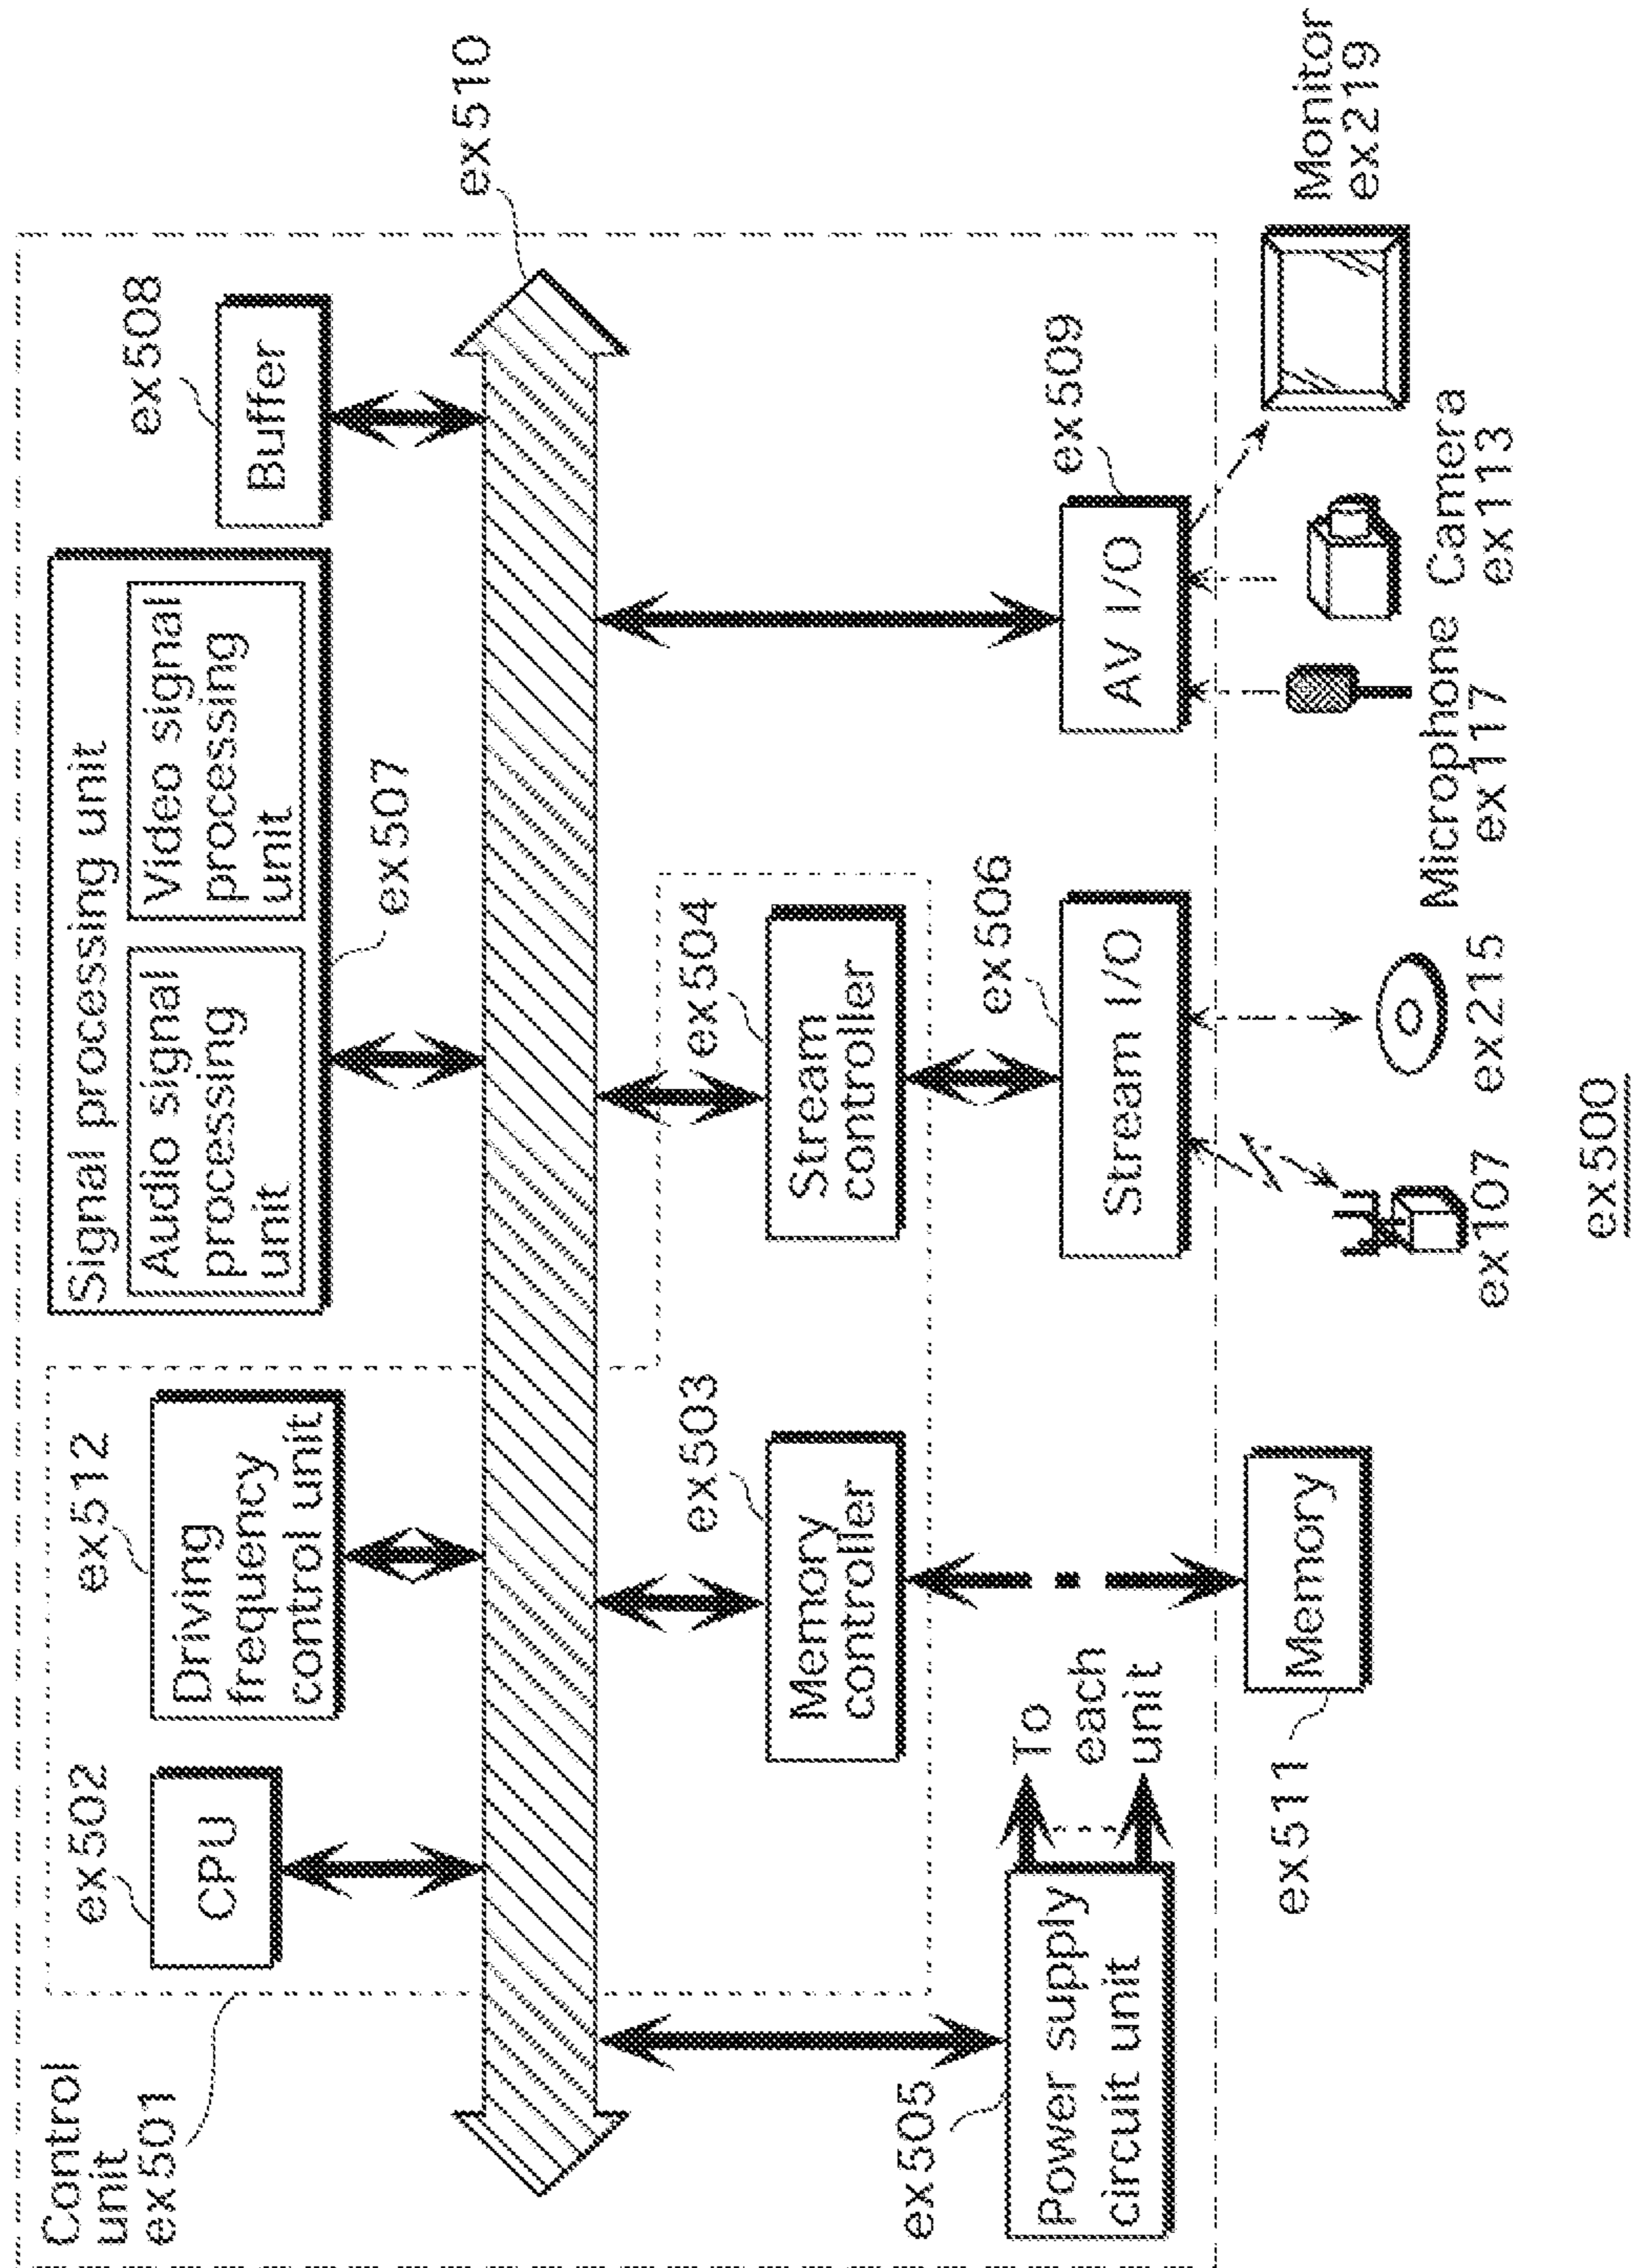 Control
unit
ex501
ex502
CPU
ex512
Driving
frequency
control unit
Signal processing unit
Audio signal
processing
unit
Video signal
processing
unit
ex507
ex508
Buffer
ex510
ex503
Memory
controller
ex504
Stream
controller
ex505
Power supply
circuit unit
To
each
unit
ex506
Stream I/O
ex509
AV I/O
ex511
Memory
ex107
ex215
Microphone
ex117
Camera
ex113
Monitor
ex219
ex500